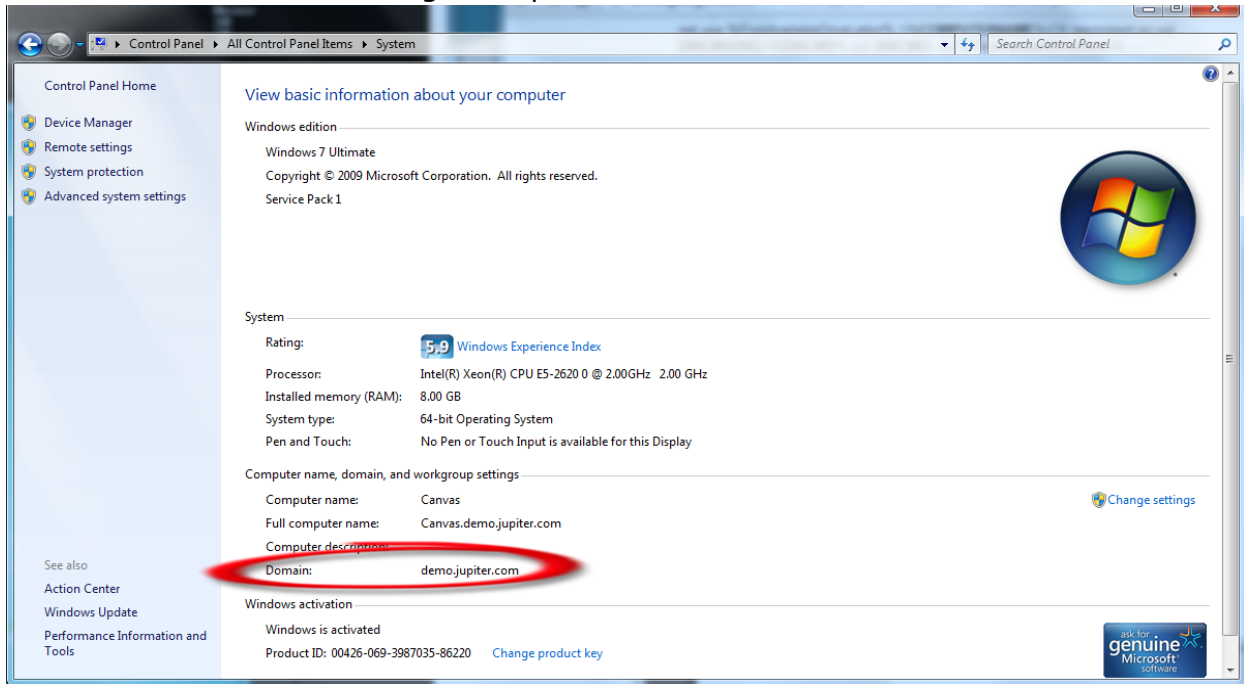 Control Panel ▸ All Control Panel Items ▸ System
Search Control Panel
Control Panel Home
Device Manager
Remote settings
System protection
Advanced system settings
See also
Action Center
Windows Update
Performance Information and
Tools
View basic information about your computer
Windows edition
Windows 7 Ultimate
Copyright © 2009 Microsoft Corporation. All rights reserved.
Service Pack 1
System
Rating: 5,9 Windows Experience Index
Processor: Intel(R) Xeon(R) CPU E5-2620 0 @ 2.00GHz 2.00 GHz
Installed memory (RAM): 8.00 GB
System type: 64-bit Operating System
Pen and Touch: No Pen or Touch Input is available for this Display
Computer name, domain, and workgroup settings
Computer name: Canvas
Change settings
Full computer name: Canvas.demo.jupiter.com
Computer description:
Domain: demo.jupiter.com
Windows activation
Windows is activated
Product ID: 00426-069-3987035-86220 Change product key
ask for
genuine
Microsoft
software